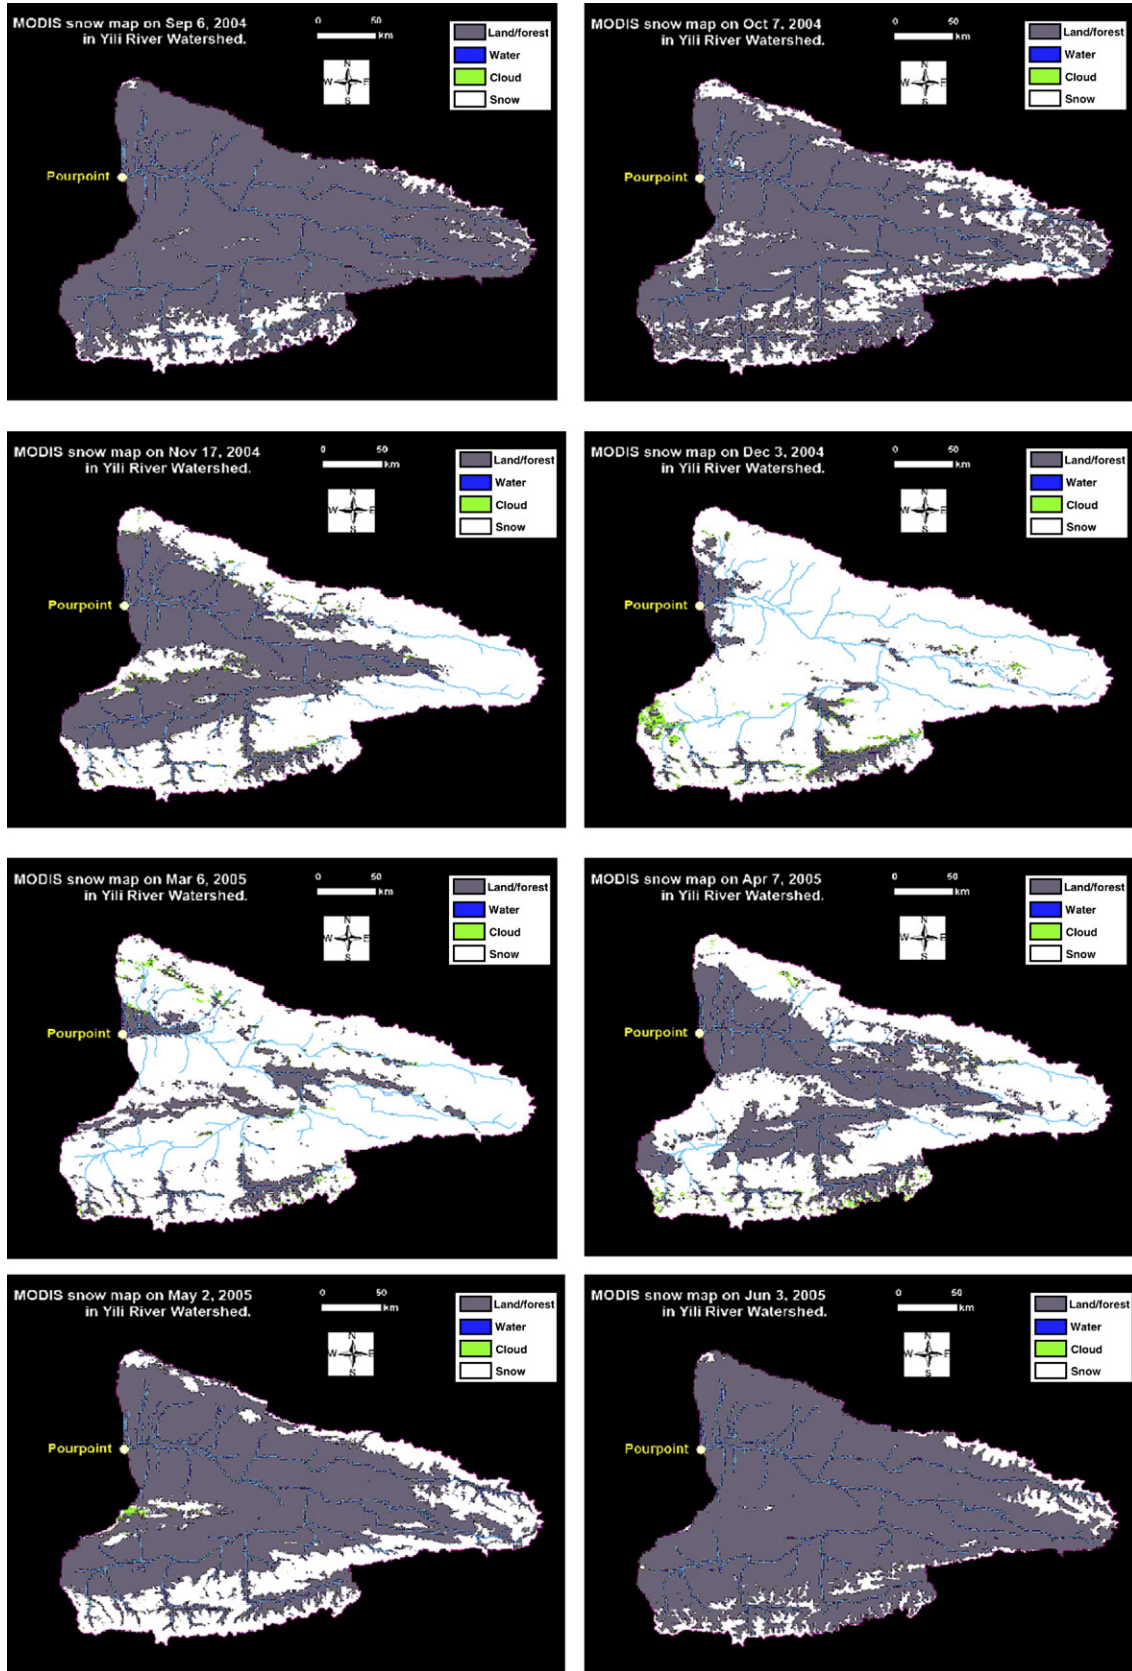 MODIS snow map on Sep 6, 2004
in Yili River Watershed.
0 50
km
N
W E
S
Land/forest
Water
Cloud
Snow
Pourpoint
MODIS snow map on Oct 7, 2004
in Yili River Watershed.
0 50
km
N
W E
S
Land/forest
Water
Cloud
Snow
Pourpoint
MODIS snow map on Nov 17, 2004
in Yili River Watershed.
0 50
km
N
W E
S
Land/forest
Water
Cloud
Snow
Pourpoint
MODIS snow map on Dec 3, 2004
in Yili River Watershed.
0 50
km
N
W E
S
Land/forest
Water
Cloud
Snow
Pourpoint
MODIS snow map on Mar 6, 2005
in Yili River Watershed.
0 50
km
N
W E
S
Land/forest
Water
Cloud
Snow
Pourpoint
MODIS snow map on Apr 7, 2005
in Yili River Watershed.
0 50
km
N
W E
S
Land/forest
Water
Cloud
Snow
Pourpoint
MODIS snow map on May 2, 2005
in Yili River Watershed.
0 50
km
N
W E
S
Land/forest
Water
Cloud
Snow
Pourpoint
MODIS snow map on Jun 3, 2005
in Yili River Watershed.
0 50
km
N
W E
S
Land/forest
Water
Cloud
Snow
Pourpoint